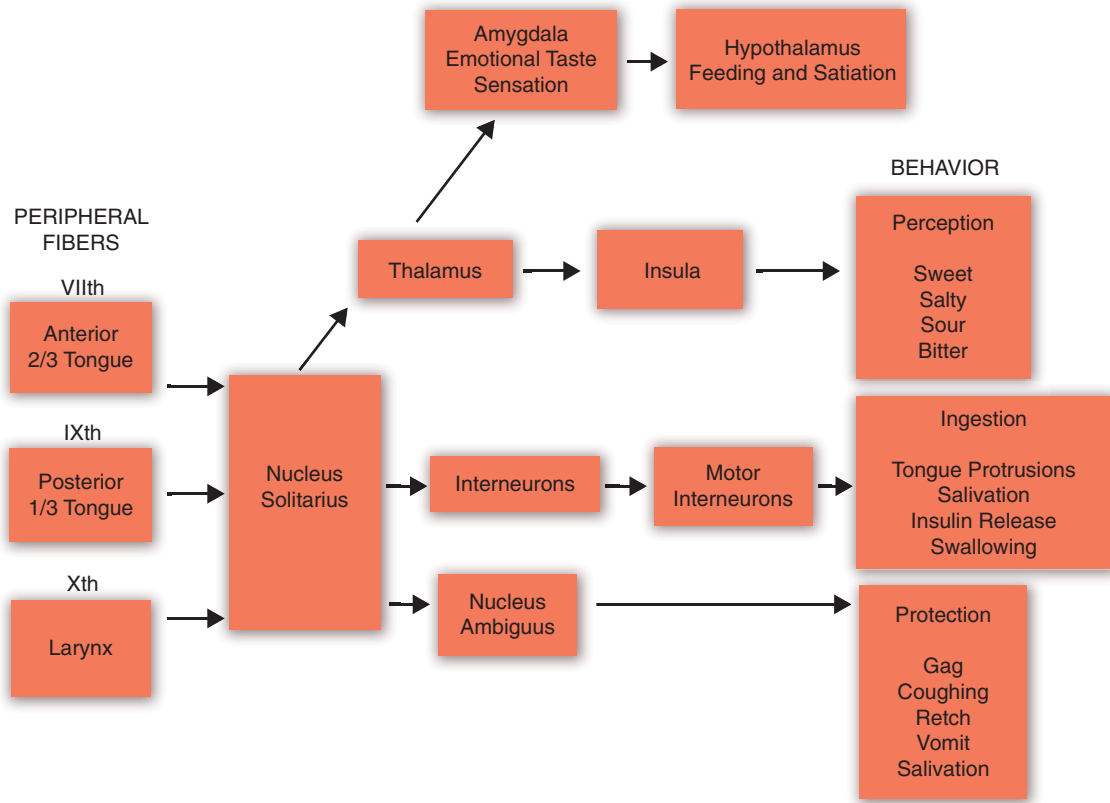 Amygdala
Emotional Taste
Sensation
Hypothalamus
Feeding and Satiation
BEHAVIOR
PERIPHERAL
FIBERS
VIIth
Anterior
2/3 Tongue
IXth
Posterior
1/3 Tongue
Xth
Larynx
Nucleus
Solitarius
Thalamus
Insula
Perception
Sweet
Salty
Sour
Bitter
Interneurons
Motor
Interneurons
Ingestion
Tongue Protrusions
Salivation
Insulin Release
Swallowing
Nucleus
Ambiguus
Protection
Gag
Coughing
Retch
Vomit
Salivation